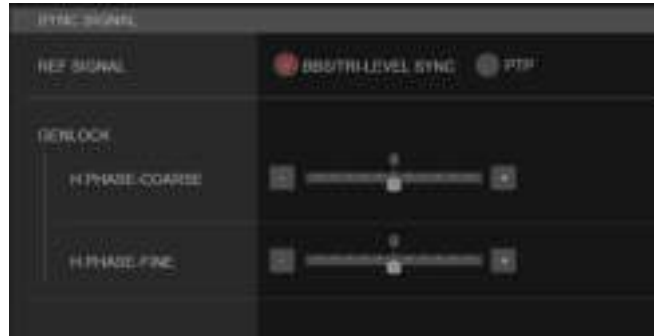 SYNC SIGNAL
REF SIGNAL
BBS/TRI-LEVEL SYNC
PTP
GENLOCK
H.PHASE-COARSE
0
- +
H.PHASE-FINE
0
- +